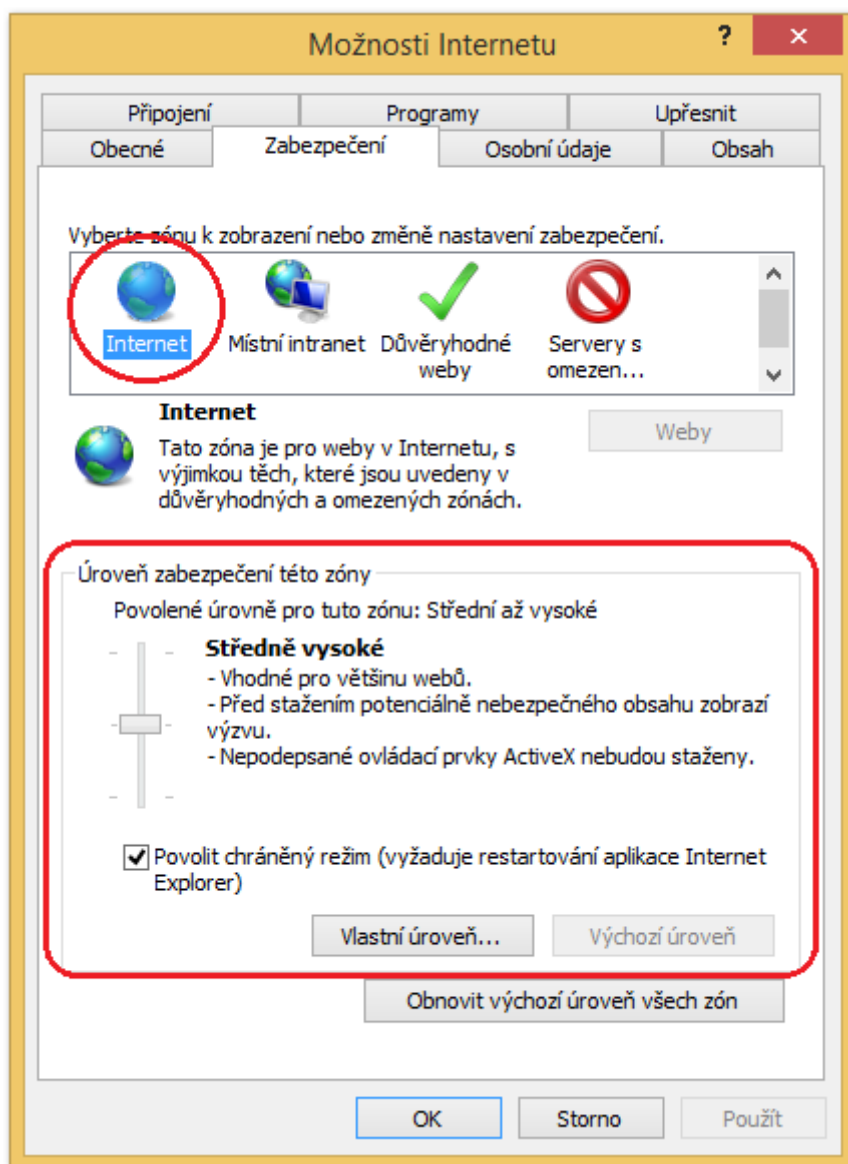 Možnosti Internetu
?
Připojení Programy Upřesnit
Obecné Zabezpečení Osobní údaje Obsah
Vyberte zónu k zobrazení nebo změně nastavení zabezpečení.
Internet Místní intranet Důvěryhodné weby Servery s omezen...
Internet
Tato zóna je pro weby v Internetu, s
výjimkou těch, které jsou uvedeny v
důvěryhodných a omezených zónách.
Weby
Úroveň zabezpečení této zóny
Povolené úrovně pro tuto zónu: Střední až vysoké
Středně vysoké
- Vhodné pro většinu webů.
- Před stažením potenciálně nebezpečného obsahu zobrazí
výzvu.
- Nepodepsané ovládací prvky ActiveX nebudou staženy.
Povolit chráněný režim (vyžaduje restartování aplikace Internet
Explorer)
Vlastní úroveň... Výchozí úroveň
Obnovit výchozí úroveň všech zón
OK Storno Použít